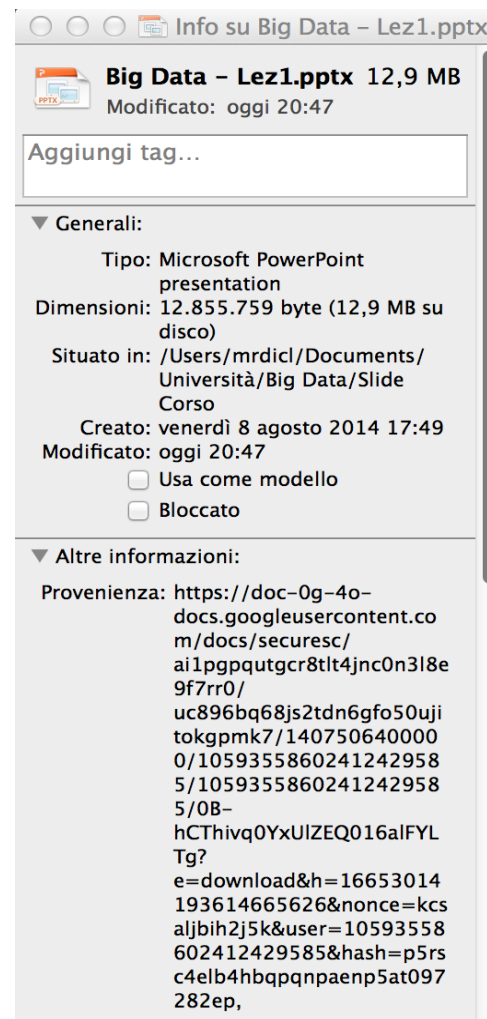 Info su Big Data – Lez1.pptx
Big Data – Lez1.pptx 12,9 MB
Modificato: oggi 20:47
Aggiungi tag…
Generali:
Tipo: Microsoft PowerPoint
presentation
Dimensioni: 12.855.759 byte (12,9 MB su
disco)
Situato in: /Users/mrdicl/Documents/
Università/Big Data/Slide
Corso
Creato: venerdì 8 agosto 2014 17:49
Modificato: oggi 20:47
Usa come modello
Bloccato
Altre informazioni:
Provenienza: https://doc-0g-4o-
docs.googleusercontent.co
m/docs/securesc/
ai1pgpqutgcr8tlt4jnc0n3l8e
9f7rr0/
uc896bq68js2tdn6gfo50uji
tokgpmk7/140750640000
0/1059355860241242958
5/1059355860241242958
5/0B-
hCThivq0YxUlZEQ016alFYL
Tg?
e=download&h=16653014
193614665626&nonce=kcs
aljbih2j5k&user=10593558
602412429585&hash=p5rs
c4elb4hbqpqnpaenp5at097
282ep,